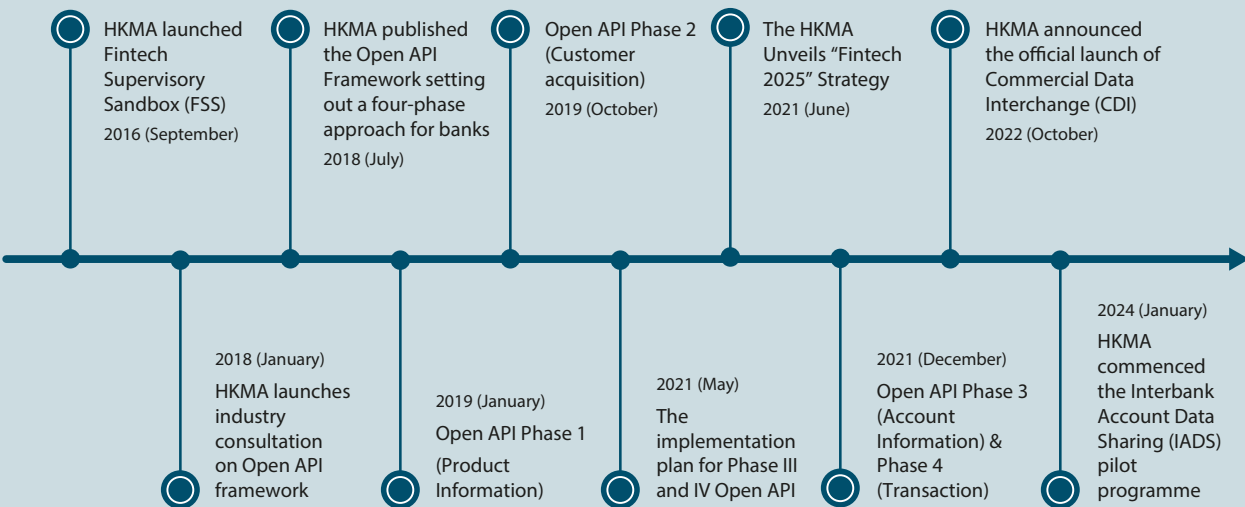 HKMA launched
Fintech
Supervisory
Sandbox (FSS)
2016 (September)
HKMA published
the Open API
Framework setting
out a four-phase
approach for banks
2018 (July)
Open API Phase 2
(Customer
acquisition)
2019 (October)
The HKMA
Unveils “Fintech
2025” Strategy
2021 (June)
HKMA announced
the official launch of
Commercial Data
Interchange (CDI)
2022 (October)
2018 (January)
HKMA launches
industry
consultation
on Open API
framework
2019 (January)
Open API Phase 1
(Product
Information)
2021 (May)
The
implementation
plan for Phase III
and IV Open API
2021 (December)
Open API Phase 3
(Account
Information) &
Phase 4
(Transaction)
2024 (January)
HKMA
commenced
the Interbank
Account Data
Sharing (IADS)
pilot
programme